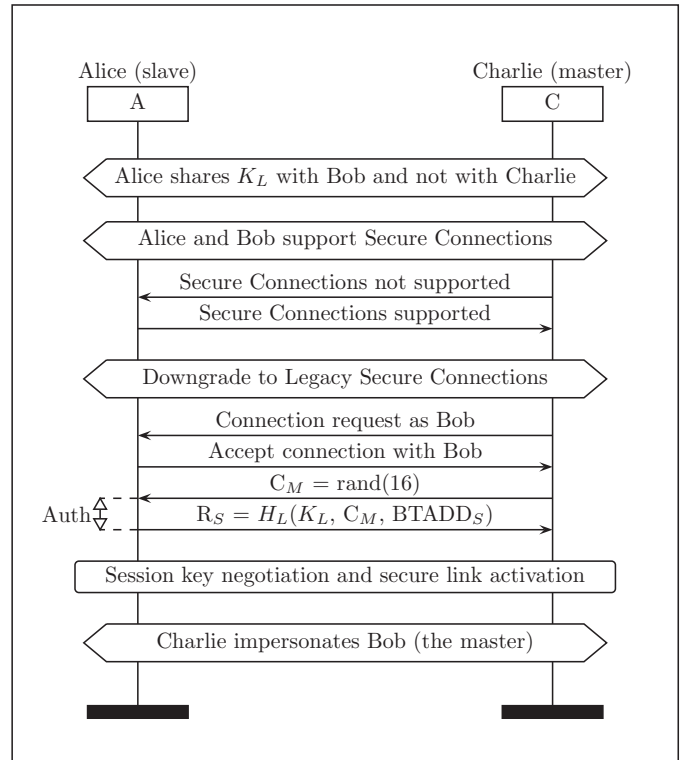 Alice (slave) Charlie (master)
A C
Alice shares K_L with Bob and not with Charlie
Alice and Bob support Secure Connections
Secure Connections not supported
Secure Connections supported
Downgrade to Legacy Secure Connections
Connection request as Bob
Accept connection with Bob
C_M = rand(16)
Auth
R_S = H_L(K_L, C_M, BTADD_S)
Session key negotiation and secure link activation
Charlie impersonates Bob (the master)